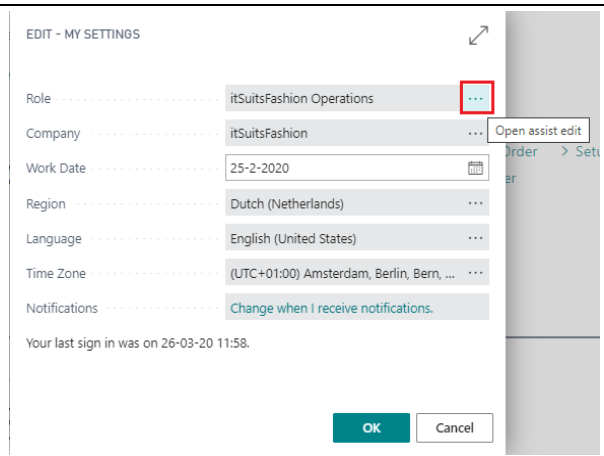 EDIT - MY SETTINGS
Role itSuitsFashion Operations ...
Company itSuitsFashion ...
Open assist edit
Work Date 25-2-2020
Order > Setu
er
Region Dutch (Netherlands) ...
Language English (United States) ...
Time Zone (UTC+01:00) Amsterdam, Berlin, Bern, ... ...
Notifications Change when I receive notifications.
Your last sign in was on 26-03-20 11:58.
OK Cancel